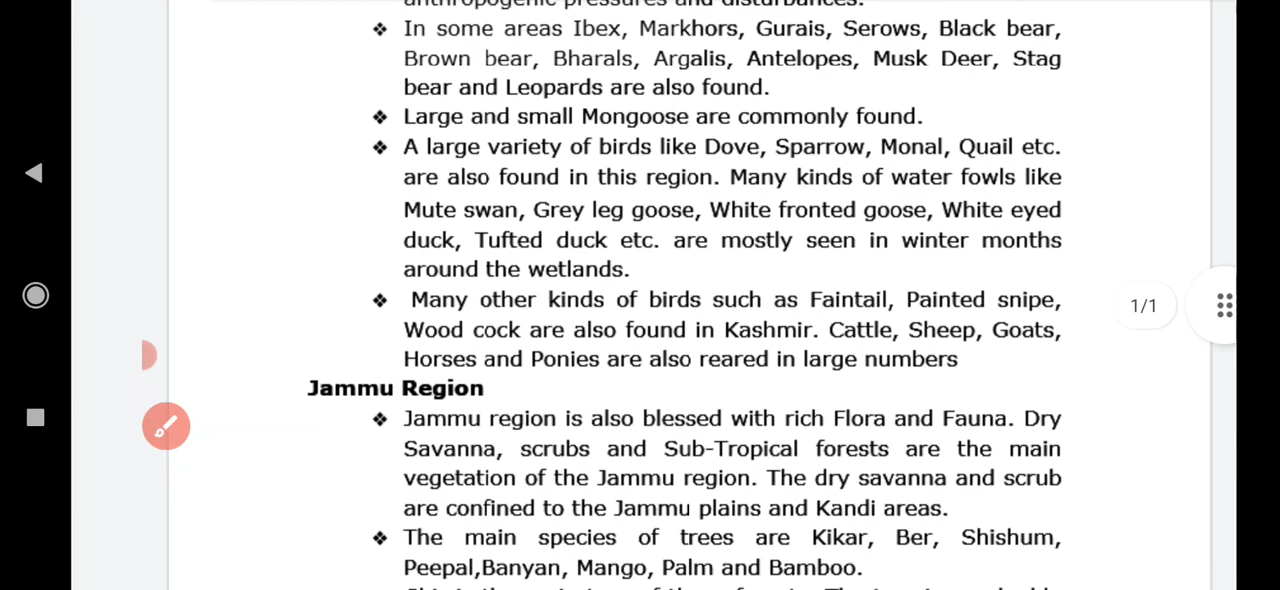 anthropogenic pressures and disturbances.
❖ In some areas Ibex, Markhors, Gurais, Serows, Black bear,
Brown bear, Bharals, Argalis, Antelopes, Musk Deer, Stag
bear and Leopards are also found.
❖ Large and small Mongoose are commonly found.
❖ A large variety of birds like Dove, Sparrow, Monal, Quail etc.
are also found in this region. Many kinds of water fowls like
Mute swan, Grey leg goose, White fronted goose, White eyed
duck, Tufted duck etc. are mostly seen in winter months
around the wetlands.
❖ Many other kinds of birds such as Faintail, Painted snipe,
Wood cock are also found in Kashmir. Cattle, Sheep, Goats,
Horses and Ponies are also reared in large numbers
1/1
Jammu Region
❖ Jammu region is also blessed with rich Flora and Fauna. Dry
Savanna, scrubs and Sub-Tropical forests are the main
vegetation of the Jammu region. The dry savanna and scrub
are confined to the Jammu plains and Kandi areas.
❖ The main species of trees are Kikar, Ber, Shishum,
Peepal,Banyan, Mango, Palm and Bamboo.